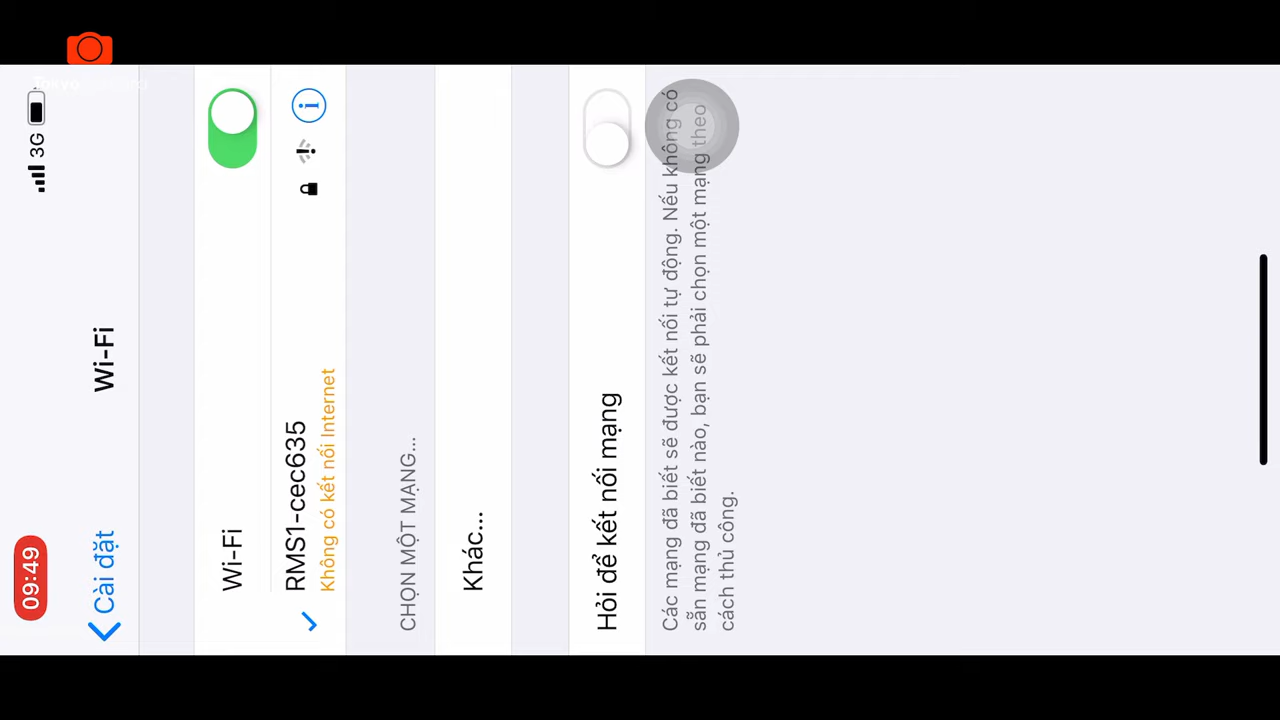 09:49
3G
Cài đặt
Wi-Fi
Wi-Fi
RMS1-cec635
Không có kết nối Internet
CHỌN MỘT MẠNG...
Khác...
Hỏi để kết nối mạng
Các mạng đã biết sẽ được kết nối tự động. Nếu không có
sẵn mạng đã biết nào, bạn sẽ phải chọn một mạng theo
cách thủ công.